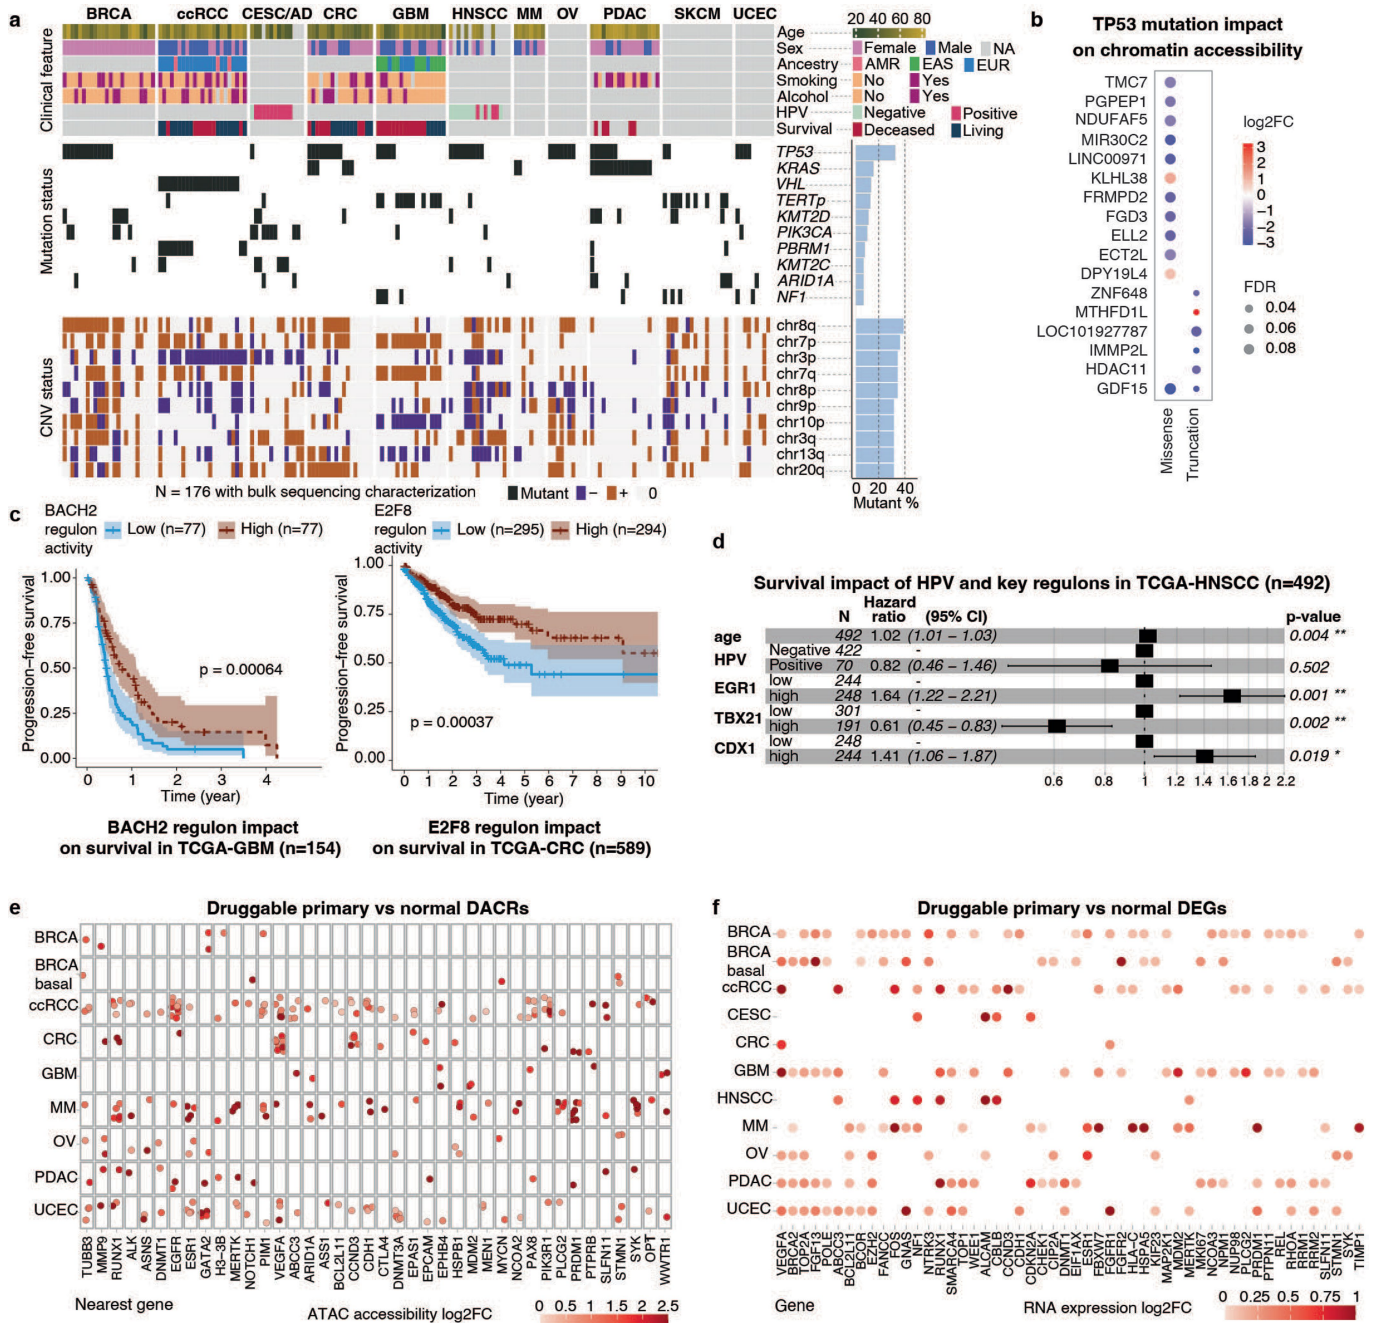 a
BRCA ccRCC CESC/AD CRC GBM HNSCC MM OV PDAC SKCM UCEC
Clinical feature
Age
Sex
Ancestry
Smoking
Alcohol
HPV
Survival
20 40 60 80
Female Male NA
AMR EAS EUR
No Yes
No Yes
Negative Positive
Deceased Living
Mutation status
TP53
KRAS
VHL
TERTp
KMT2D
PIK3CA
PBRM1
KMT2C
ARID1A
NF1
CNV status
chr8q
chr7p
chr3p
chr7q
chr8p
chr9p
chr10p
chr3q
chr13q
chr20q
N = 176 with bulk sequencing characterization
Mutant − + 0
0 20 40
Mutant %
b
TP53 mutation impact
on chromatin accessibility
TMC7
PGPEP1
NDUFAF5
MIR30C2
LINC00971
KLHL38
FRMPD2
FGD3
ELL2
ECT2L
DPY19L4
ZNF648
MTHFD1L
LOC101927787
IMMP2L
HDAC11
GDF15
Missense
Truncation
log2FC
3
2
1
0
−1
−2
−3
FDR
0.04
0.06
0.08
c
BACH2
regulon
activity
Low (n=77) High (n=77)
Progression−free survival
1.00
0.75
0.50
0.25
0.00
p = 0.00064
0 1 2 3 4
Time (year)
BACH2 regulon impact
on survival in TCGA-GBM (n=154)
E2F8
regulon
activity
Low (n=295) High (n=294)
Progression−free survival
1.00
0.75
0.50
0.25
0.00
p = 0.00037
0 1 2 3 4 5 6 7 8 9 10
Time (year)
E2F8 regulon impact
on survival in TCGA-CRC (n=589)
d
Survival impact of HPV and key regulons in TCGA-HNSCC (n=492)
N Hazard ratio (95% CI) p-value
age 492 1.02 (1.01 − 1.03) 0.004 **
HPV Negative 422 -
Positive 70 0.82 (0.46 − 1.46) 0.502
EGR1 low 244 -
high 248 1.64 (1.22 − 2.21) 0.001 **
TBX21 low 301 -
high 191 0.61 (0.45 − 0.83) 0.002 **
CDX1 low 248 -
high 244 1.41 (1.06 − 1.87) 0.019 *
0.6 0.8 1 1.2 1.4 1.6 1.8 2 2.2
e
Druggable primary vs normal DACRs
BRCA
BRCA
basal
ccRCC
CRC
GBM
MM
OV
PDAC
UCEC
TUBB3 MMP9 RUNX1 ALK ASNS DNMT1 EGFR ESR1 GATA2 H3−3B MERTK NOTCH1 PIM1 VEGFA ABCC3 ARID1A ASS1 BCL2L11 CCND3 CDH1 CTLA4 DNMT3A EPAS1 EPCAM EPHB4 HSPB1 MDM2 MEN1 MYCN NCOA2 PAX8 PIK3R1 PLCG2 PRDM1 PTPRB SLFN11 STMN1 SYK OPT WWTR1
Nearest gene
ATAC accessibility log2FC
0 0.5 1.5 2 2.5
f
Druggable primary vs normal DEGs
BRCA
BRCA
basal
ccRCC
CESC
CRC
GBM
HNSCC
MM
OV
PDAC
UCEC
VEGFA BRCA2 TOP2A FGF13 POLE ABCC3 BCL2L11 BCOR EZH2 FANCC FOS GNAS NF1 NTRK3 RUNX1 SMARCA4 TOP1 WEE1 ALCAM CBLB CCND3 CDH1 CDKN2A CHEK1 CIP2A DNMT1 EIF1AX ESR1 FBXW7 FGFR1 FGFR2 HLA−C HSPA5 KIF23 MAP2K1 MDM2 MERTK MKI67 NCOA3 NPM1 NUP98 PLCG2 PRDM1 PTPN11 REL RHOA RRM1 RRM2 SLFN11 STMN1 SYK TIMP1
Gene
RNA expression log2FC
0 0.25 0.5 0.75 1